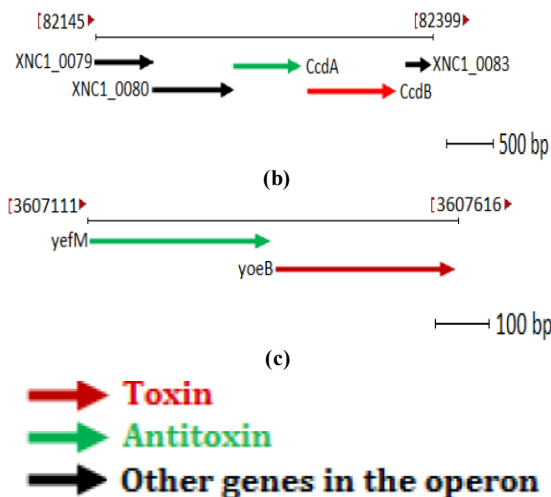 [82145 [82399
XNC1_0079 XNC1_0083
CcdA
XNC1_0080 CcdB
500 bp
(b)
[3607111 [3607616
yefM
yoeB
100 bp
(c)
Toxin
Antitoxin
Other genes in the operon